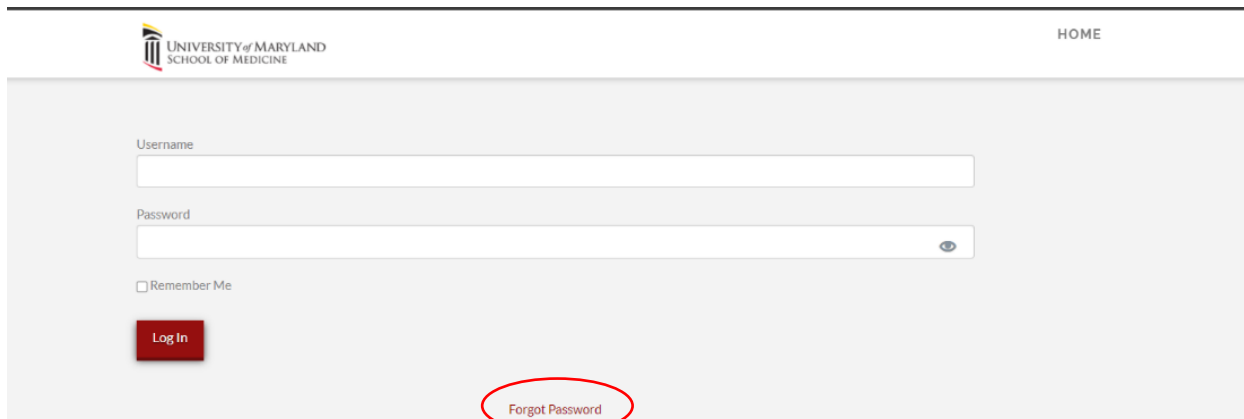 UNIVERSITY of MARYLAND
SCHOOL OF MEDICINE
HOME
Username
Password
Remember Me
Log In
Forgot Password